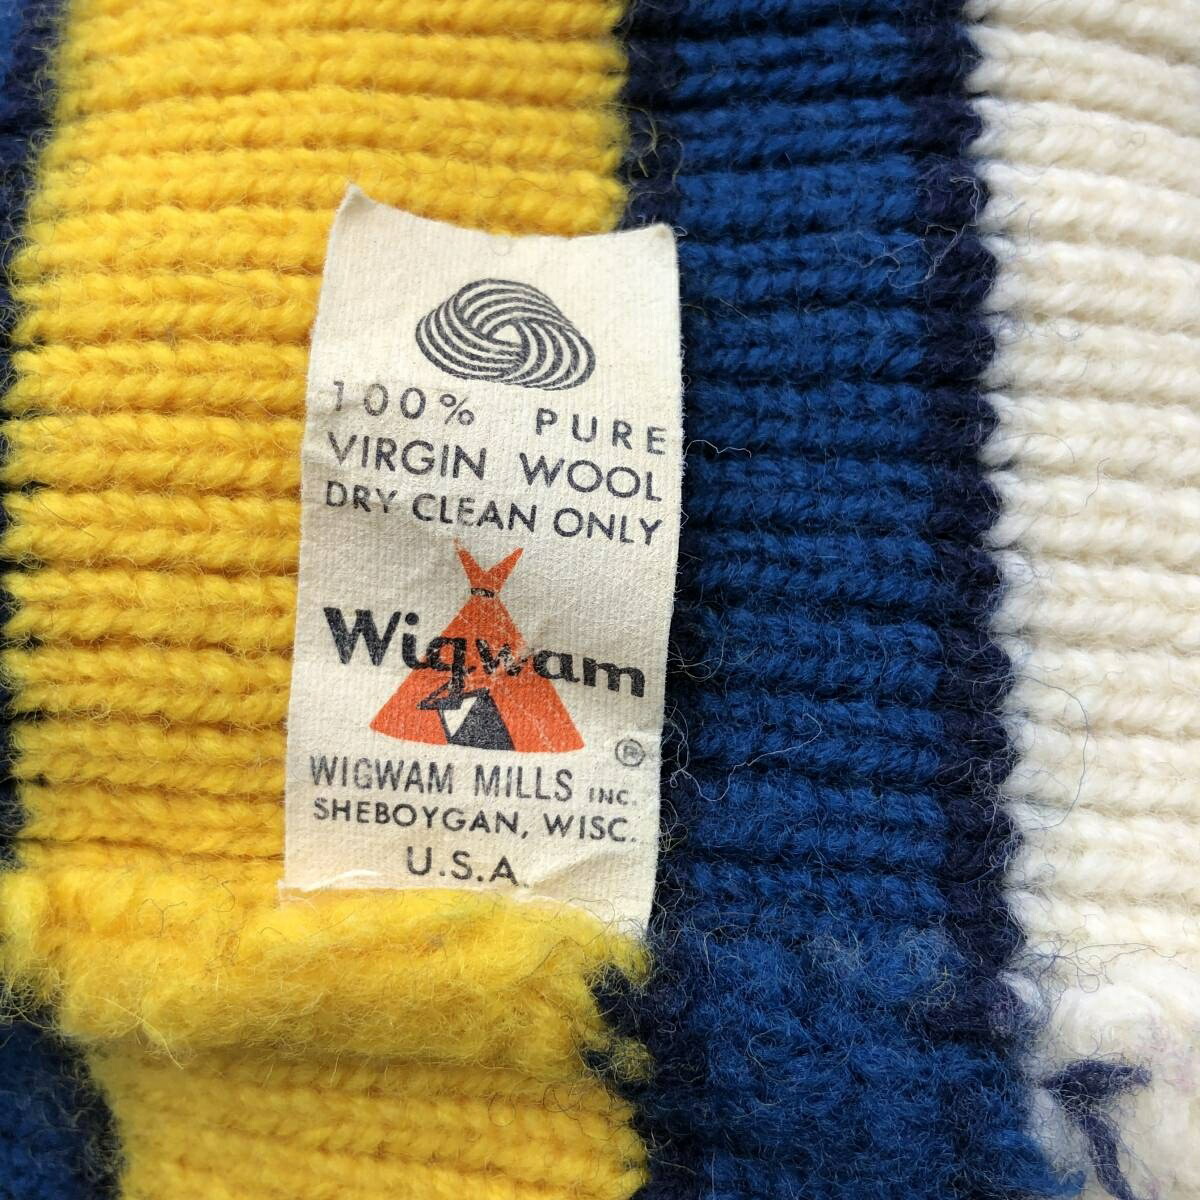 100% PURE
VIRGIN WOOL
DRY CLEAN ONLY
Wigwam
®
WIGWAM MILLS INC.
SHEBOYGAN, WISC.
U.S.A.